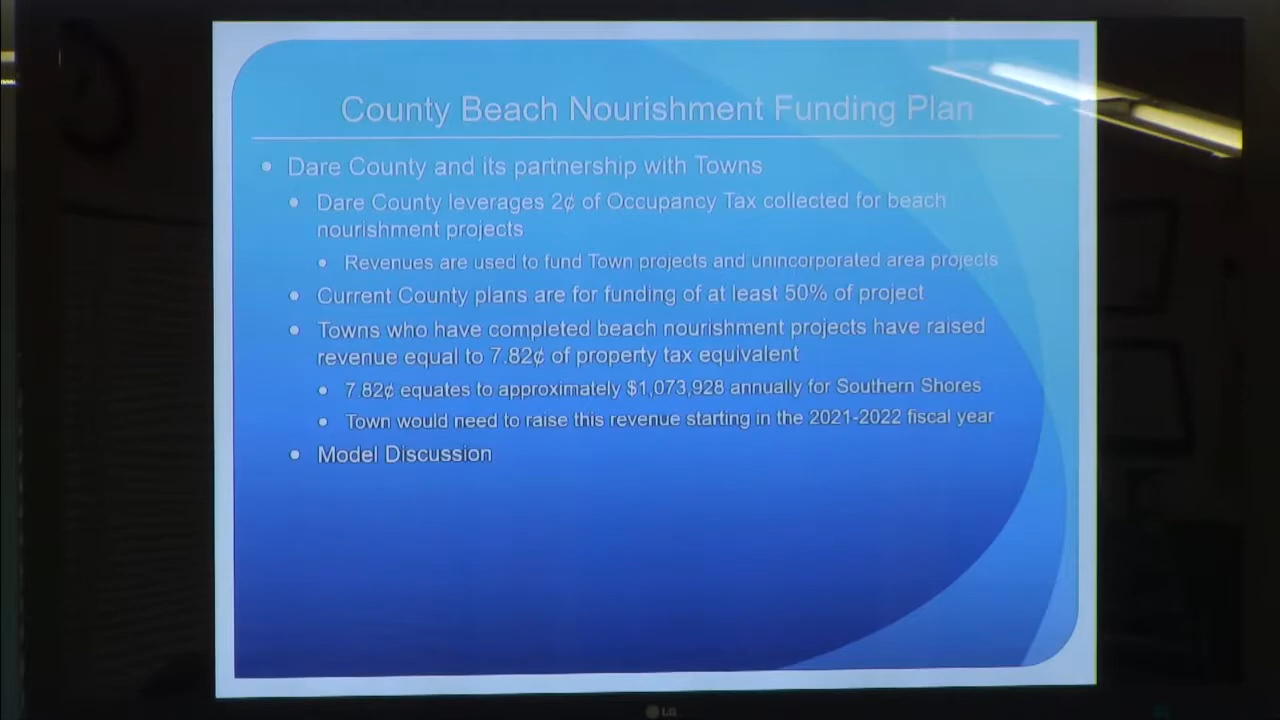 County Beach Nourishment Funding Plan
• Dare County and its partnership with Towns
• Dare County leverages 2¢ of Occupancy Tax collected for beach
nourishment projects
• Revenues are used to fund Town projects and unincorporated area projects
• Current County plans are for funding of at least 50% of project
• Towns who have completed beach nourishment projects have raised
revenue equal to 7.82¢ of property tax equivalent
• 7.82¢ equates to approximately $1,073,928 annually for Southern Shores
• Town would need to raise this revenue starting in the 2021-2022 fiscal year
• Model Discussion
LG